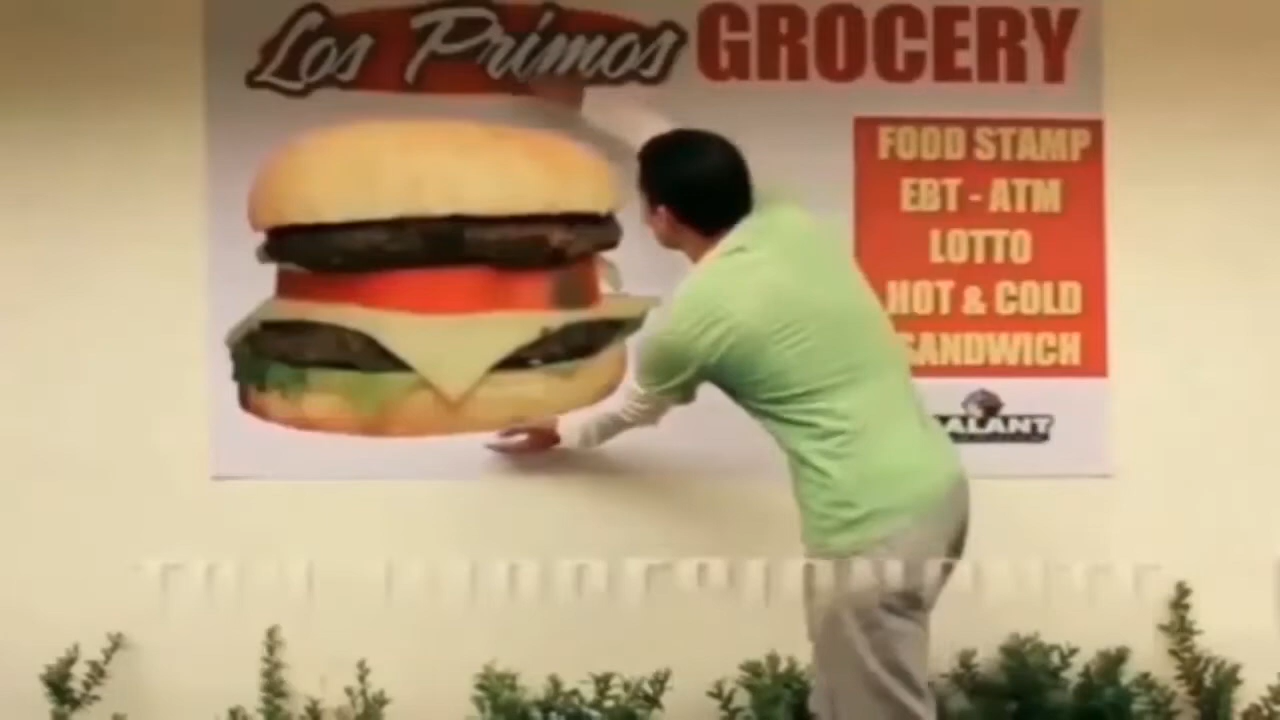 Los Primos GROCERY
FOOD STAMP
EBT - ATM
LOTTO
HOT & COLD
SANDWICH